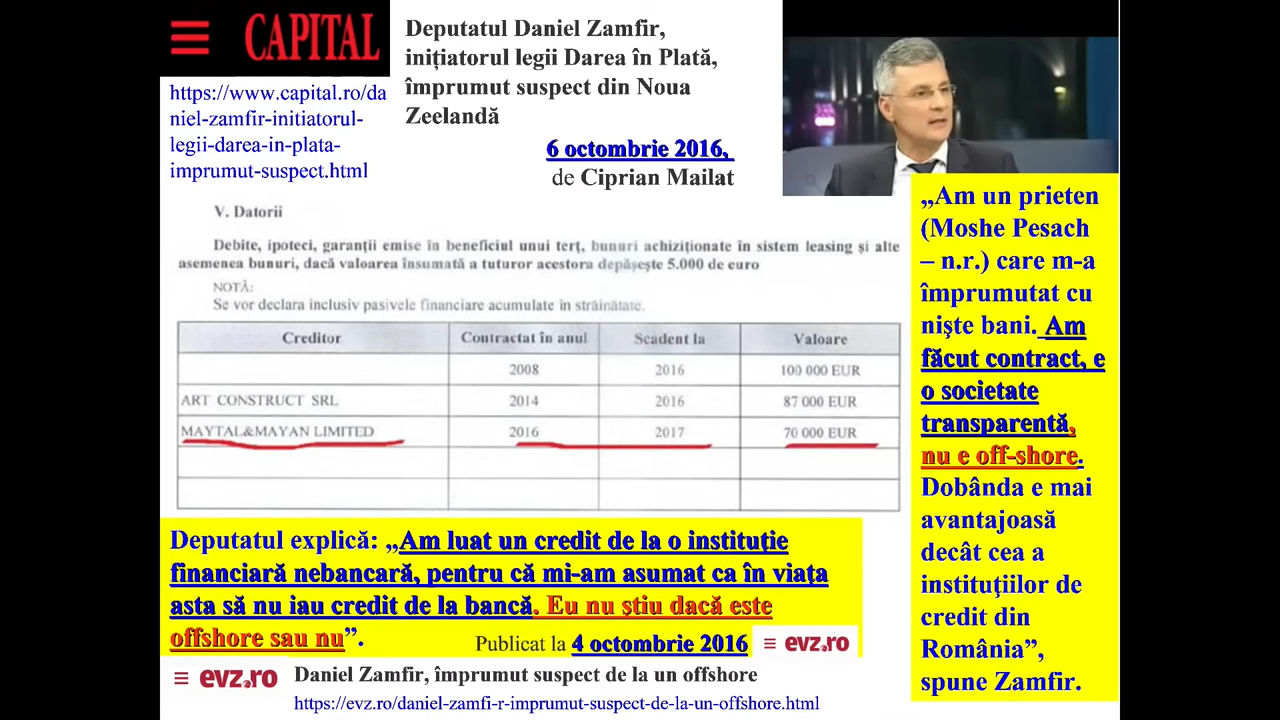 CAPITAL
https://www.capital.ro/da
niel-zamfir-initiatorul-
legii-darea-in-plata-
imprumut-suspect.html
Deputatul Daniel Zamfir,
inițiatorul legii Darea în Plată,
împrumut suspect din Noua
Zeelandă
6 octombrie 2016,
de Ciprian Mailat
V. Datorii
Debite, ipoteci, garanţii emise în beneficiul unui terţ, bunuri achiziţionate în sistem leasing şi alte
asemenea bunuri, dacă valoarea însumată a tuturor acestora depăşeşte 5.000 de euro
NOTĂ:
Se vor declara inclusiv pasivele financiare acumulate în străinătate.
Creditor Contractat în anul Scadent la Valoare
2008 2016 100 000 EUR
ART CONSTRUCT SRL 2014 2016 87 000 EUR
MAYTAL&MAYAN LIMITED 2016 2017 70 000 EUR
„Am un prieten
(Moshe Pesach
– n.r.) care m-a
împrumutat cu
nişte bani. Am
făcut contract, e
o societate
transparentă,
nu e off-shore.
Dobânda e mai
avantajoasă
decât cea a
instituţiilor de
credit din
România”,
spune Zamfir.
Deputatul explică: „Am luat un credit de la o instituţie
financiară nebancară, pentru că mi-am asumat ca în viaţa
asta să nu iau credit de la bancă. Eu nu ştiu dacă este
offshore sau nu”.
Publicat la 4 octombrie 2016
evz.ro
evz.ro
Daniel Zamfir, împrumut suspect de la un offshore
https://evz.ro/daniel-zamfi-r-imprumut-suspect-de-la-un-offshore.html